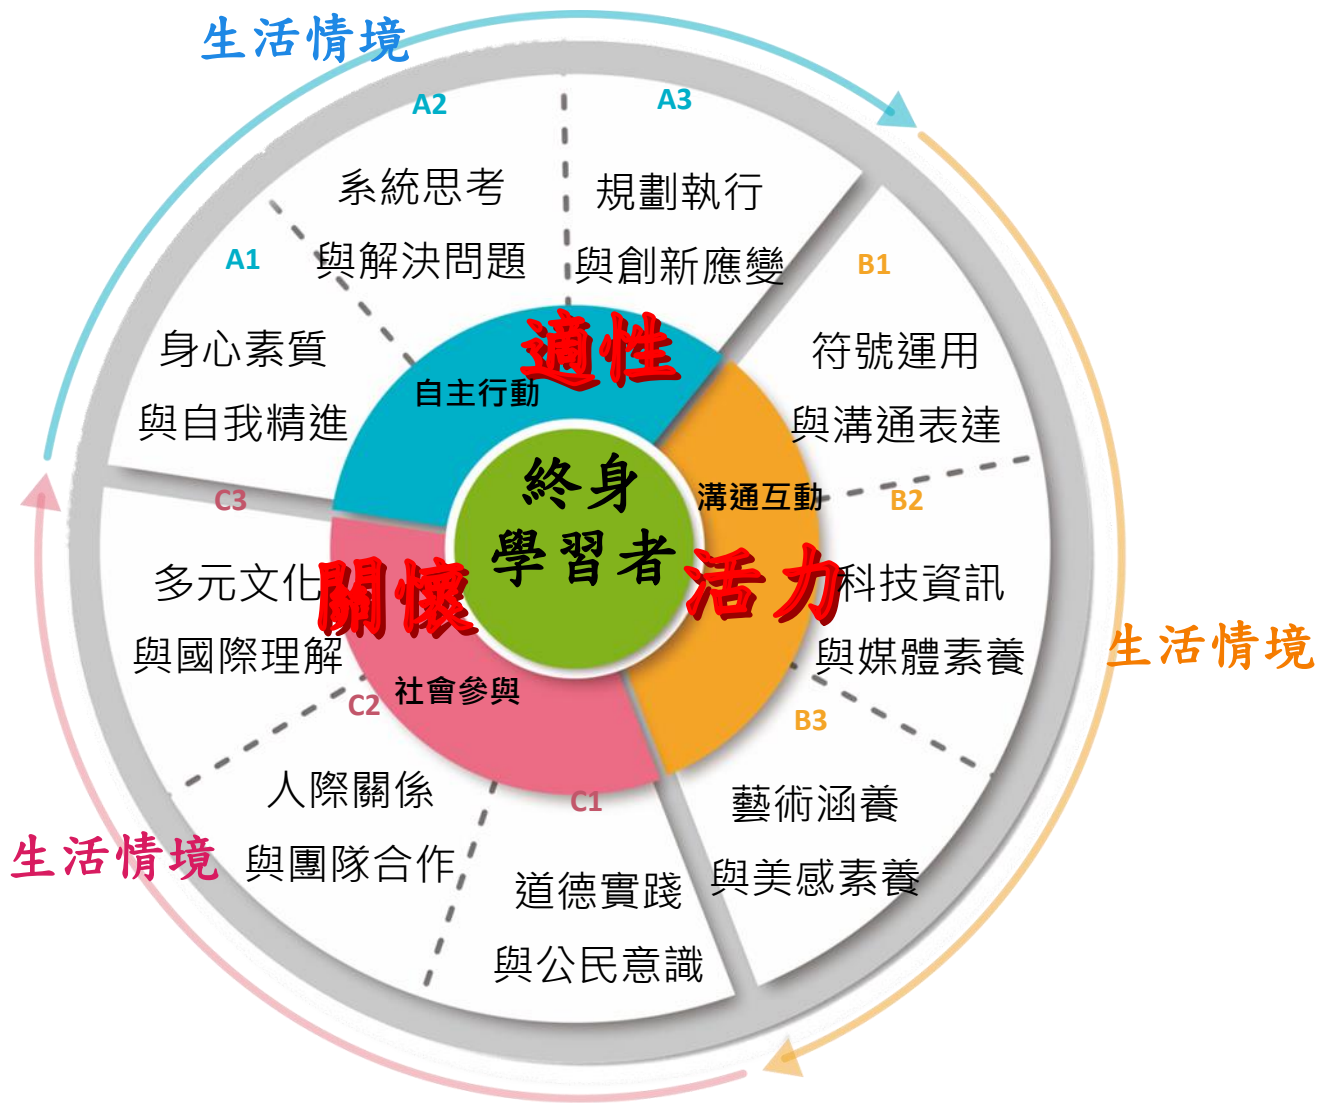 生活情境
A3
A2
系統思考
與解決問題
規劃執行
與創新應變
A1
身心素質
與自我精進
B1
符號運用
與溝通表達
適性
自主行動
終身
學習者
溝通互動
B2
C3
關懷
活力
多元文化
與國際理解
科技資訊
與媒體素養
生活情境
社會參與
C2
B3
人際關係
與團隊合作
C1
藝術涵養
與美感素養
生活情境
道德實踐
與公民意識